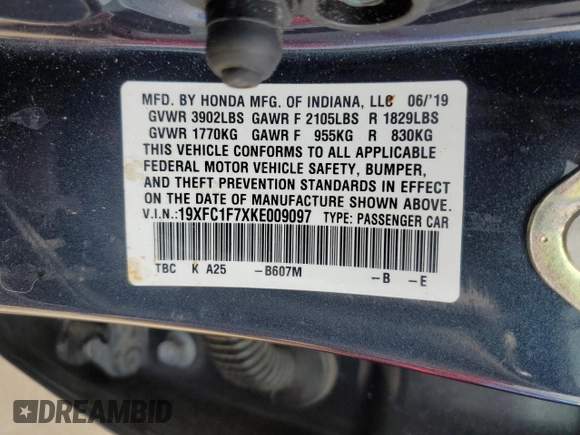 MFD. BY HONDA MFG. OF INDIANA, LLC 06/'19
GVWR 3902LBS GAWR F 2105LBS R 1829LBS
GVWR 1770KG GAWR F 955KG R 830KG
THIS VEHICLE CONFORMS TO ALL APPLICABLE
FEDERAL MOTOR VEHICLE SAFETY, BUMPER,
AND THEFT PREVENTION STANDARDS IN EFFECT
ON THE DATE OF MANUFACTURE SHOWN ABOVE.
V.I.N.:19XFC1F7XKE009097 TYPE: PASSENGER CAR
TBC K A25 -B607M -B -E
DREAMBID